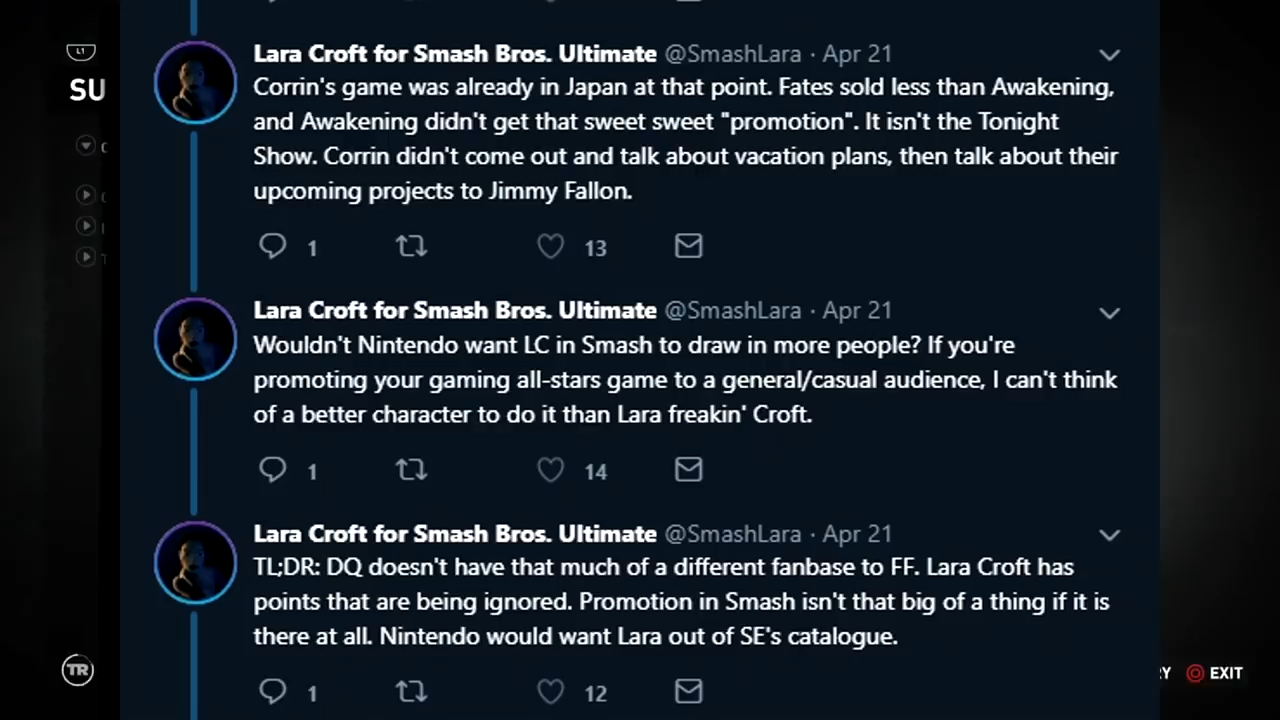 L1
SU
Lara Croft for Smash Bros. Ultimate @SmashLara · Apr 21
Corrin's game was already in Japan at that point. Fates sold less than Awakening,
and Awakening didn't get that sweet sweet "promotion". It isn't the Tonight
Show. Corrin didn't come out and talk about vacation plans, then talk about their
upcoming projects to Jimmy Fallon.
1 13
Lara Croft for Smash Bros. Ultimate @SmashLara · Apr 21
Wouldn't Nintendo want LC in Smash to draw in more people? If you're
promoting your gaming all-stars game to a general/casual audience, I can't think
of a better character to do it than Lara freakin' Croft.
1 14
Lara Croft for Smash Bros. Ultimate @SmashLara · Apr 21
TL;DR: DQ doesn't have that much of a different fanbase to FF. Lara Croft has
points that are being ignored. Promotion in Smash isn't that big of a thing if it is
there at all. Nintendo would want Lara out of SE's catalogue.
1 12
TR
RY EXIT